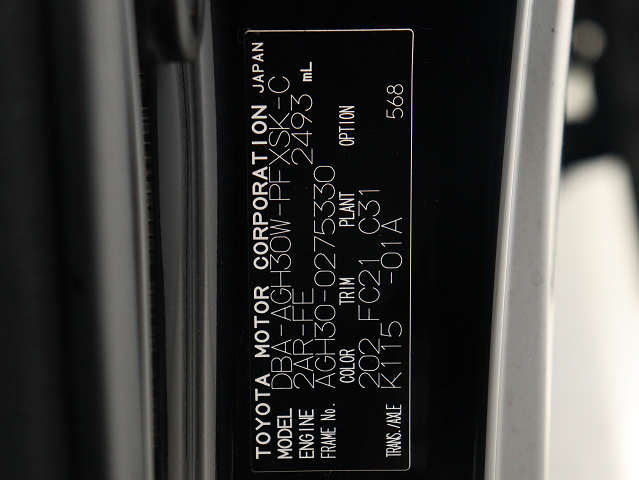 TOYOTA MOTOR CORPORATION JAPAN
MODEL DBA-AGH30W-PFXSK-C
ENGINE 2AR-FE 2493 mL
FRAME No. AGH30-0275330
COLOR TRIM PLANT OPTION
202 FC21 C31 568
TRANS./AXLE K115 -01A